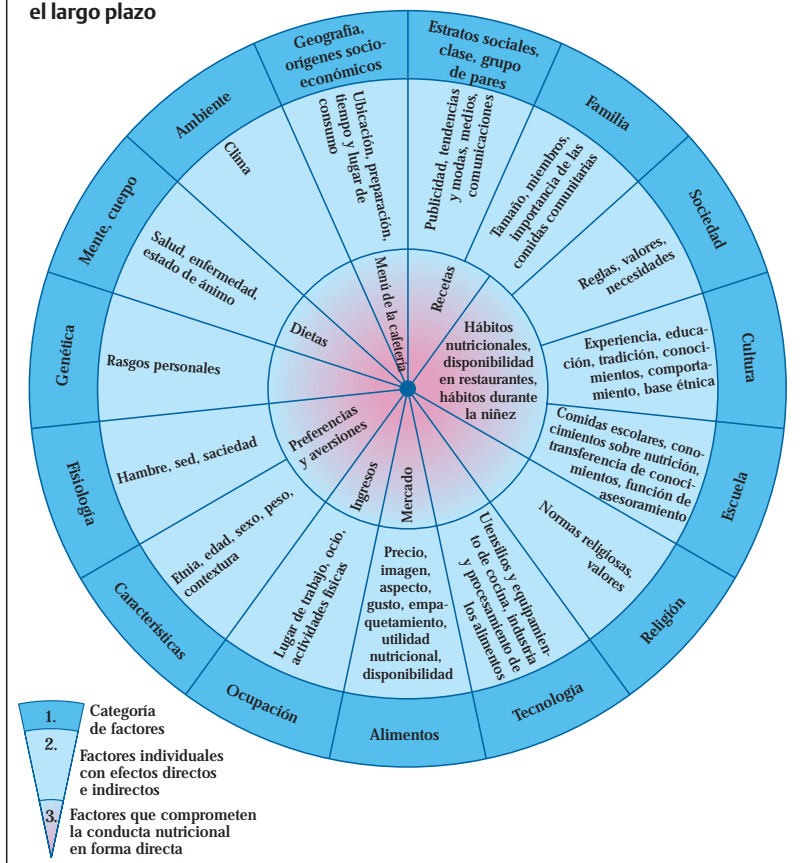 el largo plazo
Geografía,
orígenes socio-
económicos
Estratos sociales,
clase, grupo
de pares
Familia
Sociedad
Cultura
Escuela
Religión
Tecnología
Alimentos
Ocupación
Características
Fisiología
Genética
Mente, cuerpo
Ambiente
Ubicación, preparación,
tiempo y lugar de
consumo
Publicidad, tendencias
y modas, medios,
comunicaciones
Tamaño, miembros,
importancia de las
comidas comunitarias
Reglas, valores,
necesidades
Experiencia, educa-
ción, tradición, conoci-
mientos, comporta-
miento, base étnica
Comidas escolares, cono-
cimientos sobre nutrición,
transferencia de conoci-
mientos, función de
asesoramiento
Normas religiosas,
valores
Utensilios y equipamien-
to de cocina, industria
y procesamiento de
los alimentos
Precio,
imagen,
aspecto,
gusto, empa-
quetamiento,
utilidad
nutricional,
disponibilidad
Lugar de trabajo, ocio,
actividades físicas
Etnia, edad, sexo, peso,
contextura
Hambre, sed, saciedad
Rasgos personales
Salud, enfermedad,
estado de ánimo
Clima
Menú de la cafetería
Recetas
Hábitos
nutricionales,
disponibilidad
en restaurantes,
hábitos durante
la niñez
Mercado
Ingresos
Preferencias
y aversiones
Dietas
1.
Categoría
de factores
2.
Factores individuales
con efectos directos
e indirectos
3.
Factores que comprometen
la conducta nutricional
en forma directa